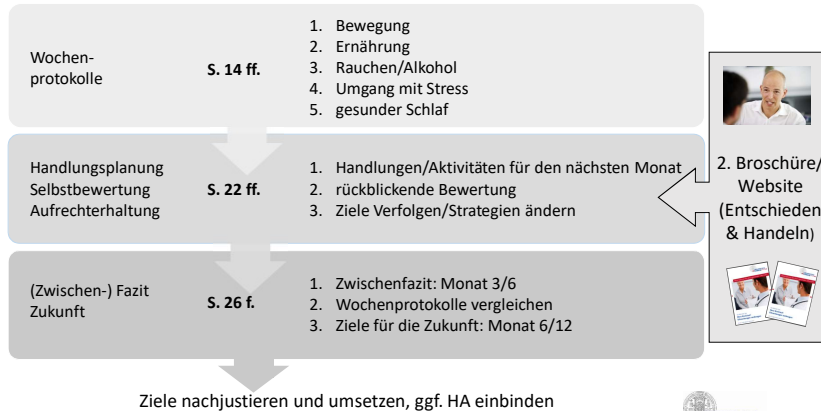 Wochen-
protokolle
S. 14 ff.
1. Bewegung
2. Ernährung
3. Rauchen/Alkohol
4. Umgang mit Stress
5. gesunder Schlaf
Handlungsplanung
Selbstbewertung
Aufrechterhaltung
S. 22 ff.
1. Handlungen/Aktivitäten für den nächsten Monat
2. rückblickende Bewertung
3. Ziele Verfolgen/Strategien ändern
2. Broschüre/
Website
(Entschieden
& Handeln)
(Zwischen-) Fazit
Zukunft
S. 26 f.
1. Zwischenfazit: Monat 3/6
2. Wochenprotokolle vergleichen
3. Ziele für die Zukunft: Monat 6/12
Ziele nachjustieren und umsetzen, ggf. HA einbinden